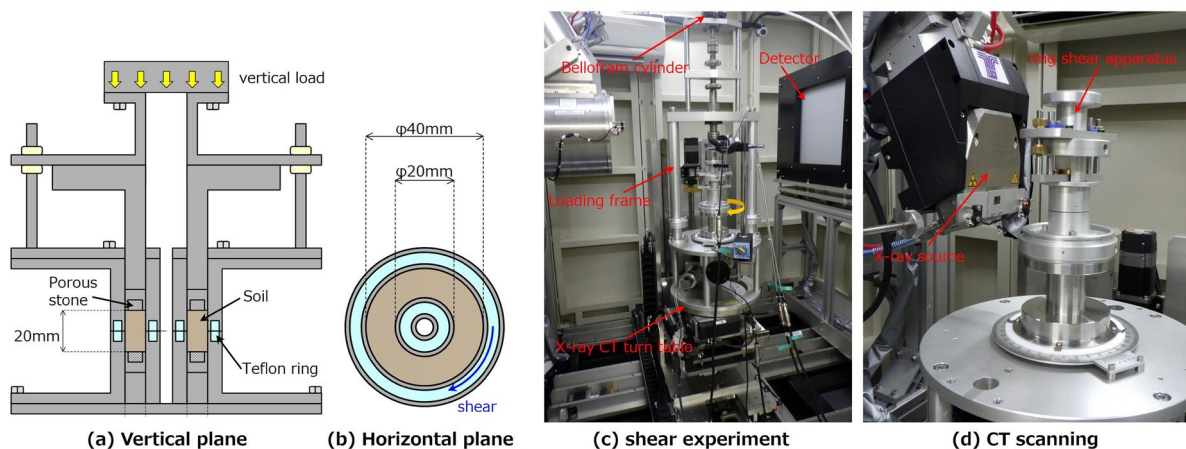 vertical load
Porous
stone
Soil
20mm
Teflon ring
(a) Vertical plane
φ40mm
φ20mm
shear
(b) Horizontal plane
Bellofram cylinder
Detector
Loading frame
X-ray CT turn table
(c) shear experiment
ring shear apparatus
X-ray source
(d) CT scanning